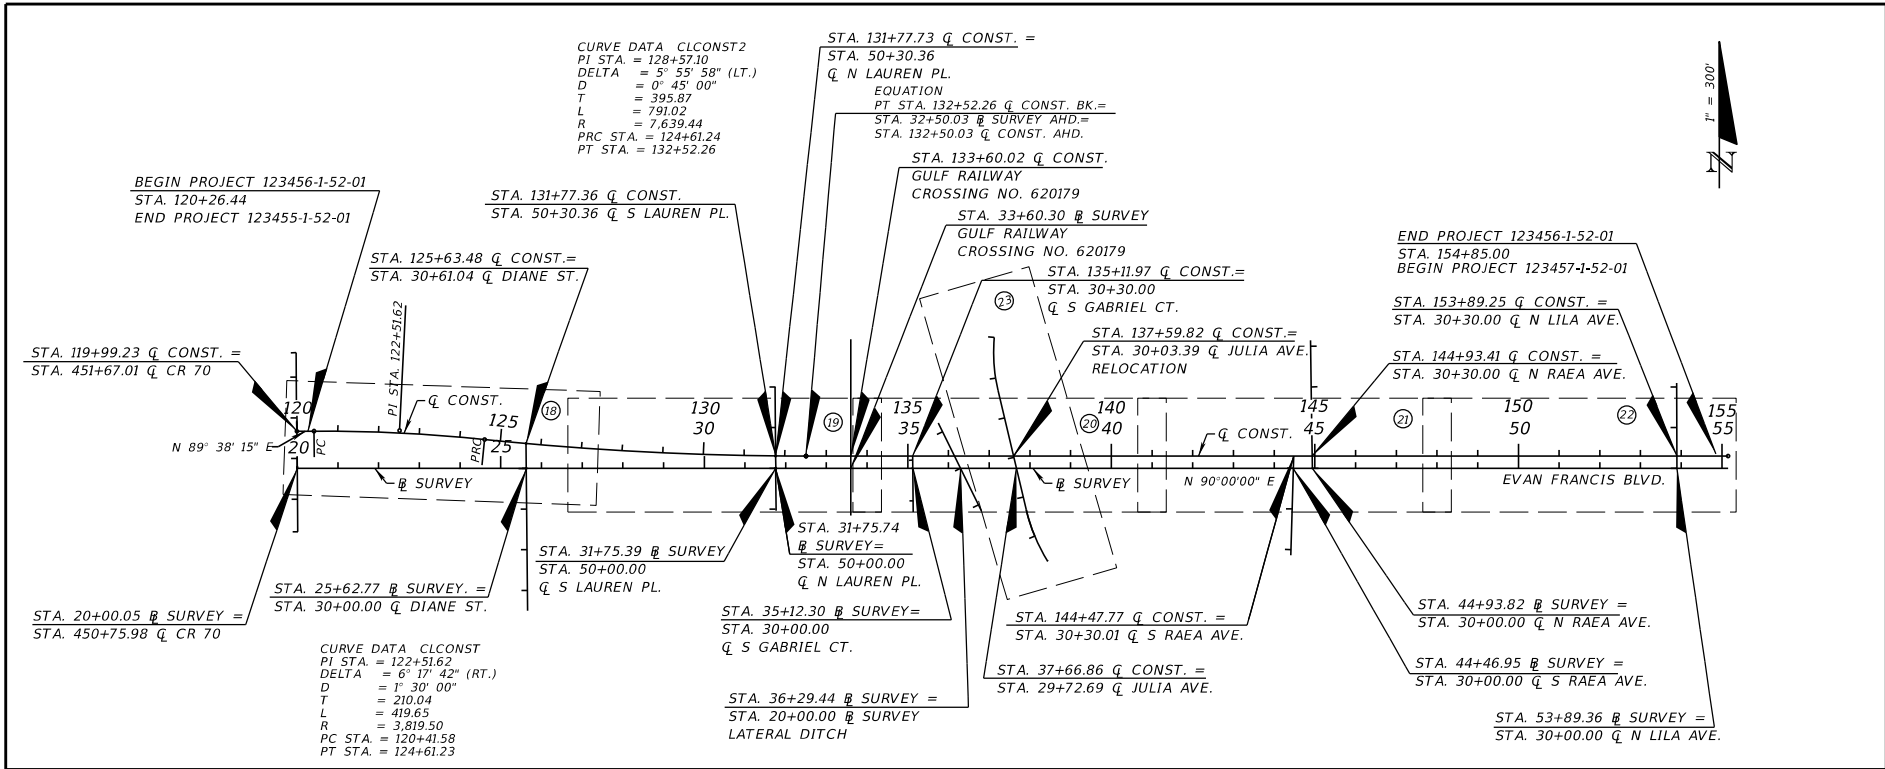 CURVE DATA CLCONST2
PI STA. = 128+57.10
DELTA = 5° 55' 58" (LT.)
D = 0° 45' 00"
T = 395.87
L = 791.02
R = 7,639.44
PRC STA. = 124+61.24
PT STA. = 132+52.26
STA. 131+77.73 ℄ CONST. =
STA. 50+30.36
℄ N LAUREN PL.
EQUATION
PT STA. 132+52.26 ℄ CONST. BK.=
STA. 32+50.03 BL SURVEY AHD.=
STA. 132+50.03 ℄ CONST. AHD.
1" = 300'
N
STA. 133+60.02 ℄ CONST.
GULF RAILWAY
CROSSING NO. 620179
BEGIN PROJECT 123456-1-52-01
STA. 120+26.44
END PROJECT 123455-1-52-01
STA. 131+77.36 ℄ CONST.
STA. 50+30.36 ℄ S LAUREN PL.
STA. 33+60.30 BL SURVEY
GULF RAILWAY
CROSSING NO. 620179
END PROJECT 123456-1-52-01
STA. 154+85.00
BEGIN PROJECT 123457-1-52-01
STA. 125+63.48 ℄ CONST.=
STA. 30+61.04 ℄ DIANE ST.
STA. 135+11.97 ℄ CONST.=
STA. 30+30.00
℄ S GABRIEL CT.
23
STA. 153+89.25 ℄ CONST. =
STA. 30+30.00 ℄ N LILA AVE.
PI STA. 122+51.62
STA. 137+59.82 ℄ CONST.=
STA. 30+03.39 ℄ JULIA AVE.
RELOCATION
STA. 119+99.23 ℄ CONST. =
STA. 451+67.01 ℄ CR 70
STA. 144+93.41 ℄ CONST. =
STA. 30+30.00 ℄ N RAEA AVE.
℄ CONST.
120 125 18 130 19 135 20 140 145 21 150 22 155
N 89° 38' 15" E
20 PC PRC 25 30 35 40 45 50 55
℄ CONST.
BL SURVEY
BL SURVEY
N 90°00'00" E
EVAN FRANCIS BLVD.
STA. 31+75.39 BL SURVEY
STA. 50+00.00
℄ S LAUREN PL.
STA. 31+75.74
BL SURVEY=
STA. 50+00.00
℄ N LAUREN PL.
STA. 25+62.77 BL SURVEY. =
STA. 30+00.00 ℄ DIANE ST.
STA. 20+00.05 BL SURVEY =
STA. 450+75.98 ℄ CR 70
STA. 35+12.30 BL SURVEY=
STA. 30+00.00
℄ S GABRIEL CT.
STA. 144+47.77 ℄ CONST. =
STA. 30+30.01 ℄ S RAEA AVE.
STA. 44+93.82 BL SURVEY =
STA. 30+00.00 ℄ N RAEA AVE.
CURVE DATA CLCONST
PI STA. = 122+51.62
DELTA = 6° 17' 42" (RT.)
D = 1° 30' 00"
T = 210.04
L = 419.65
R = 3,819.50
PC STA. = 120+41.58
PT STA. = 124+61.23
STA. 37+66.86 ℄ CONST. =
STA. 29+72.69 ℄ JULIA AVE.
STA. 44+46.95 BL SURVEY =
STA. 30+00.00 ℄ S RAEA AVE.
STA. 36+29.44 BL SURVEY =
STA. 20+00.00 BL SURVEY
LATERAL DITCH
STA. 53+89.36 BL SURVEY =
STA. 30+00.00 ℄ N LILA AVE.